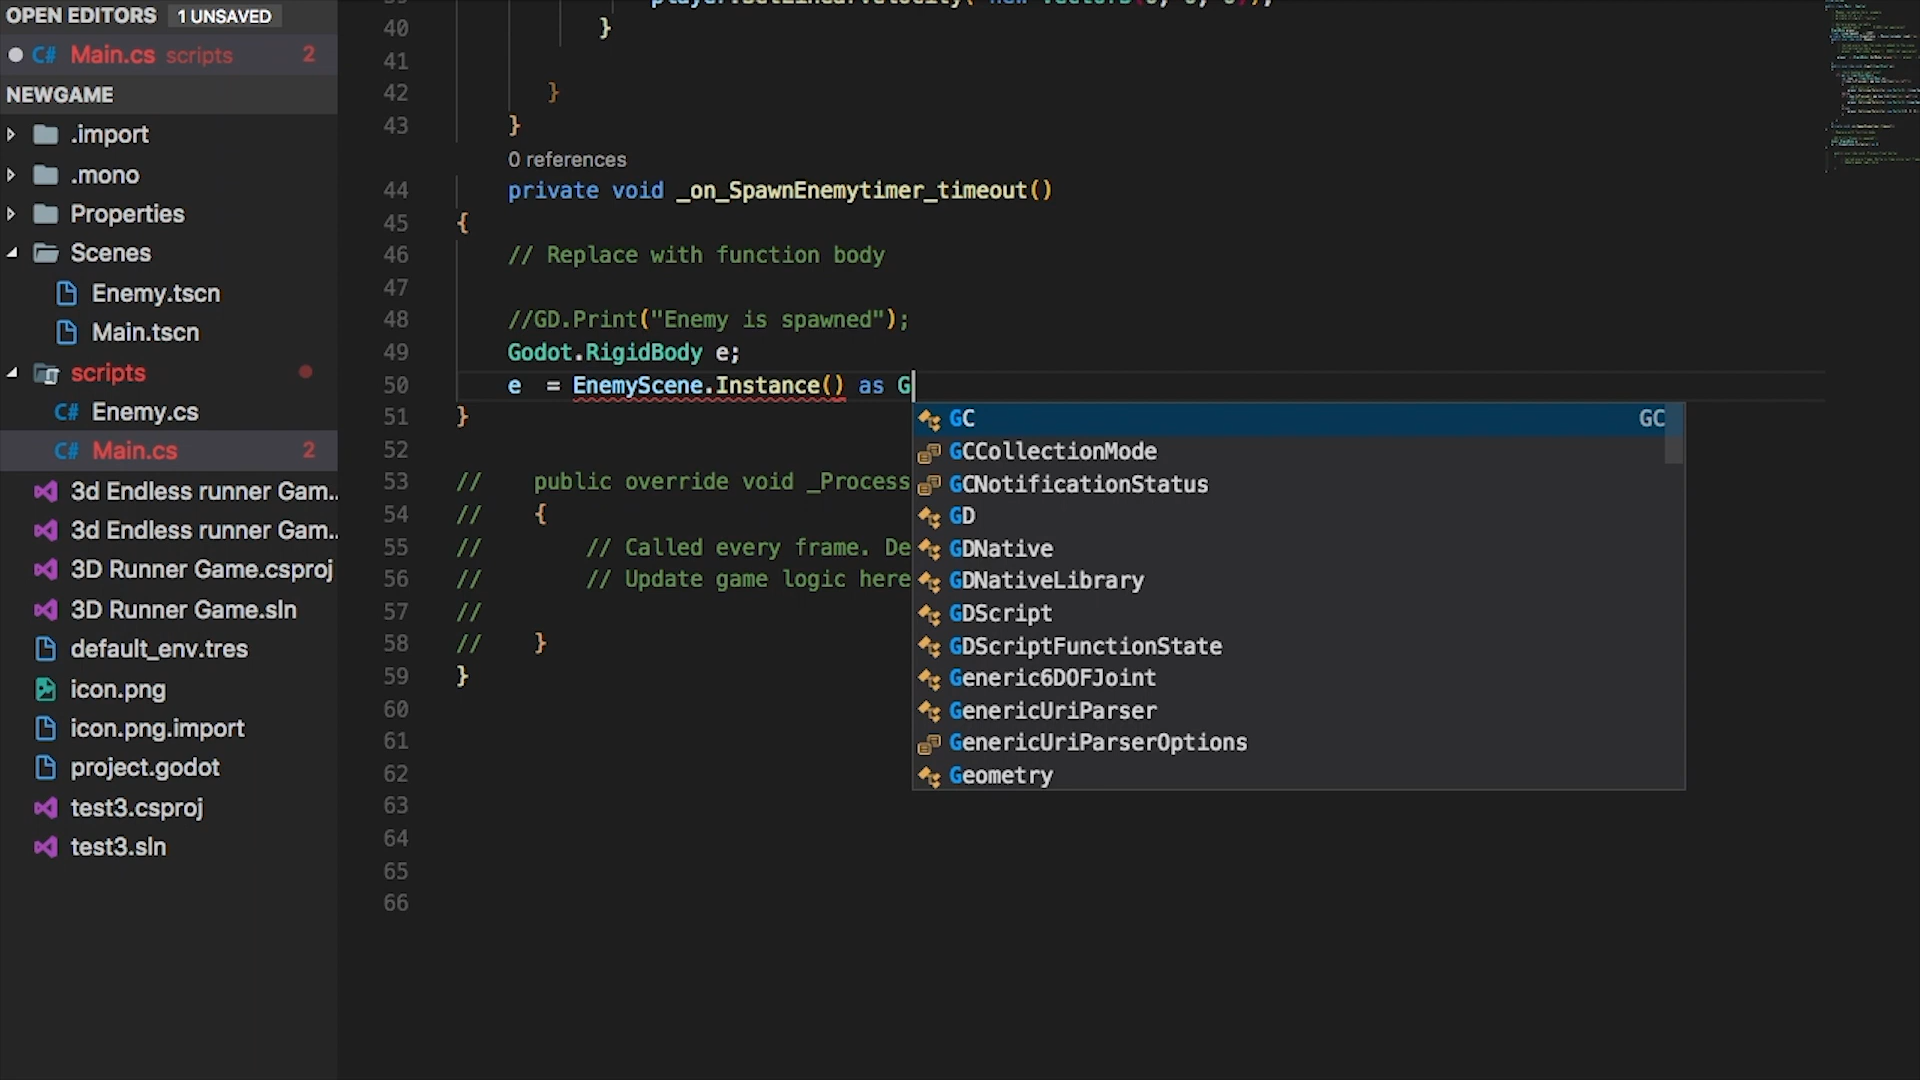 OPEN EDITORS 1 UNSAVED
C# Main.cs scripts 2
NEWGAME
.import
.mono
Properties
Scenes
Enemy.tscn
Main.tscn
scripts
C# Enemy.cs
C# Main.cs 2
3d Endless runner Gam..
3d Endless runner Gam..
3D Runner Game.csproj
3D Runner Game.sln
default_env.tres
icon.png
icon.png.import
project.godot
test3.csproj
test3.sln
40 }
41
42 }
43 }
0 references
44 private void _on_SpawnEnemytimer_timeout()
45 {
46 // Replace with function body
47
48 //GD.Print("Enemy is spawned");
49 Godot.RigidBody e;
50 e  = EnemyScene.Instance() as G
51 }
52
53 // public override void _Process
54 // {
55 // // Called every frame. De
56 // // Update game logic here
57 //
58 // }
59 }
60
61
62
63
64
65
66
GC GC
GCCollectionMode
GCNotificationStatus
GD
GDNative
GDNativeLibrary
GDScript
GDScriptFunctionState
Generic6DOFJoint
GenericUriParser
GenericUriParserOptions
Geometry